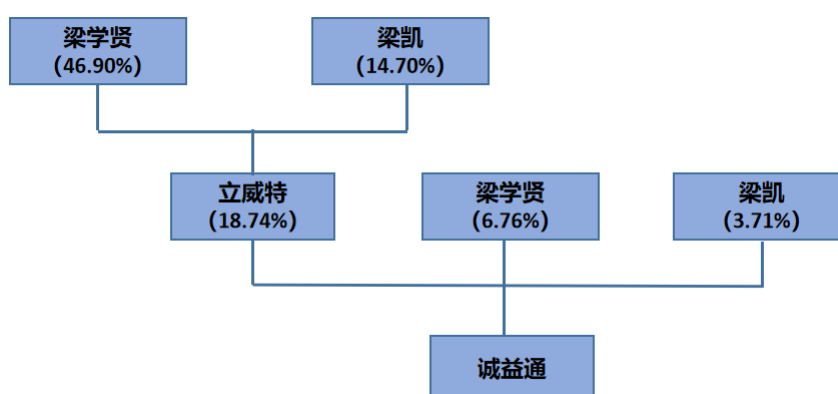 梁学贤
（46.90%）
梁凯
（14.70%）
立威特
（18.74%）
梁学贤
（6.76%）
梁凯
（3.71%）
诚益通